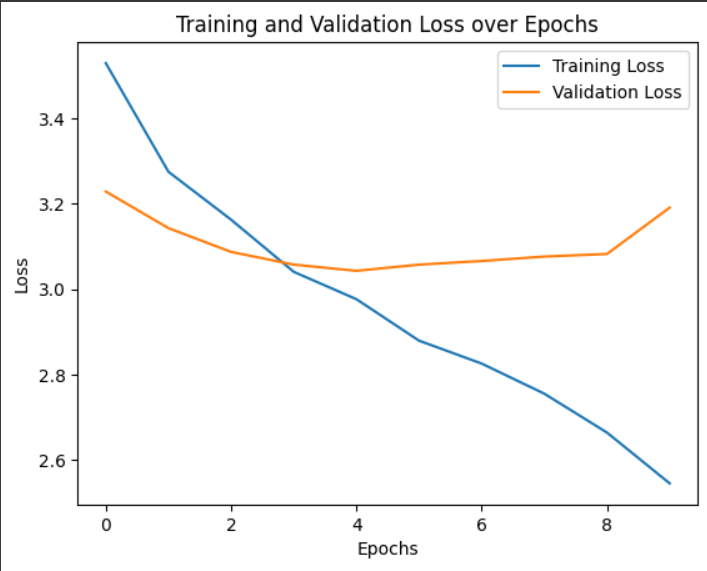 Training and Validation Loss over Epochs
Training Loss
Validation Loss
3.4
3.2
3.0
2.8
2.6
Loss
0 2 4 6 8
Epochs